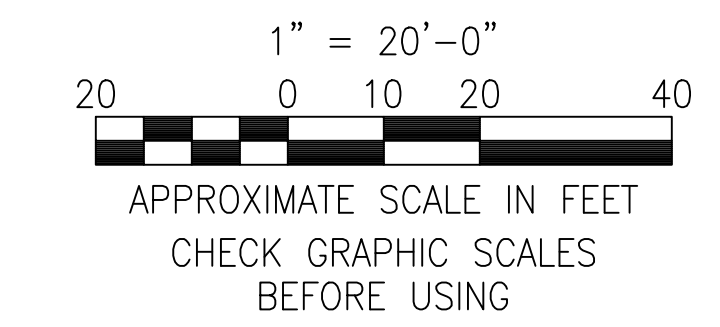 1” = 20’-0”
20 0 10 20 40
APPROXIMATE SCALE IN FEET
CHECK GRAPHIC SCALES
BEFORE USING